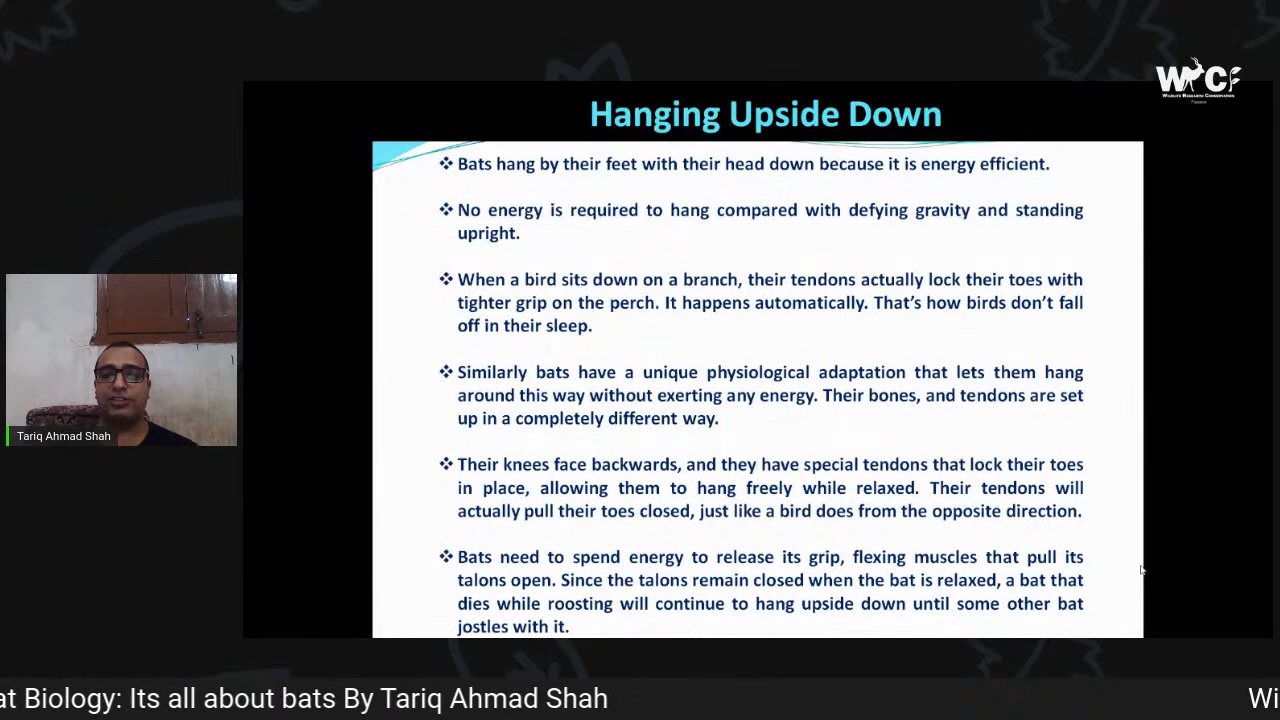 WCF
WILDLIFE RESEARCH CONSERVATION
Hanging Upside Down
❖ Bats hang by their feet with their head down because it is energy efficient.
❖ No energy is required to hang compared with defying gravity and standing
upright.
❖ When a bird sits down on a branch, their tendons actually lock their toes with
tighter grip on the perch. It happens automatically. That's how birds don't fall
off in their sleep.
❖ Similarly bats have a unique physiological adaptation that lets them hang
around this way without exerting any energy. Their bones, and tendons are set
up in a completely different way.
❖ Their knees face backwards, and they have special tendons that lock their toes
in place, allowing them to hang freely while relaxed. Their tendons will
actually pull their toes closed, just like a bird does from the opposite direction.
❖ Bats need to spend energy to release its grip, flexing muscles that pull its
talons open. Since the talons remain closed when the bat is relaxed, a bat that
dies while roosting will continue to hang upside down until some other bat
jostles with it.
Tariq Ahmad Shah
at Biology: Its all about bats By Tariq Ahmad Shah
Wi